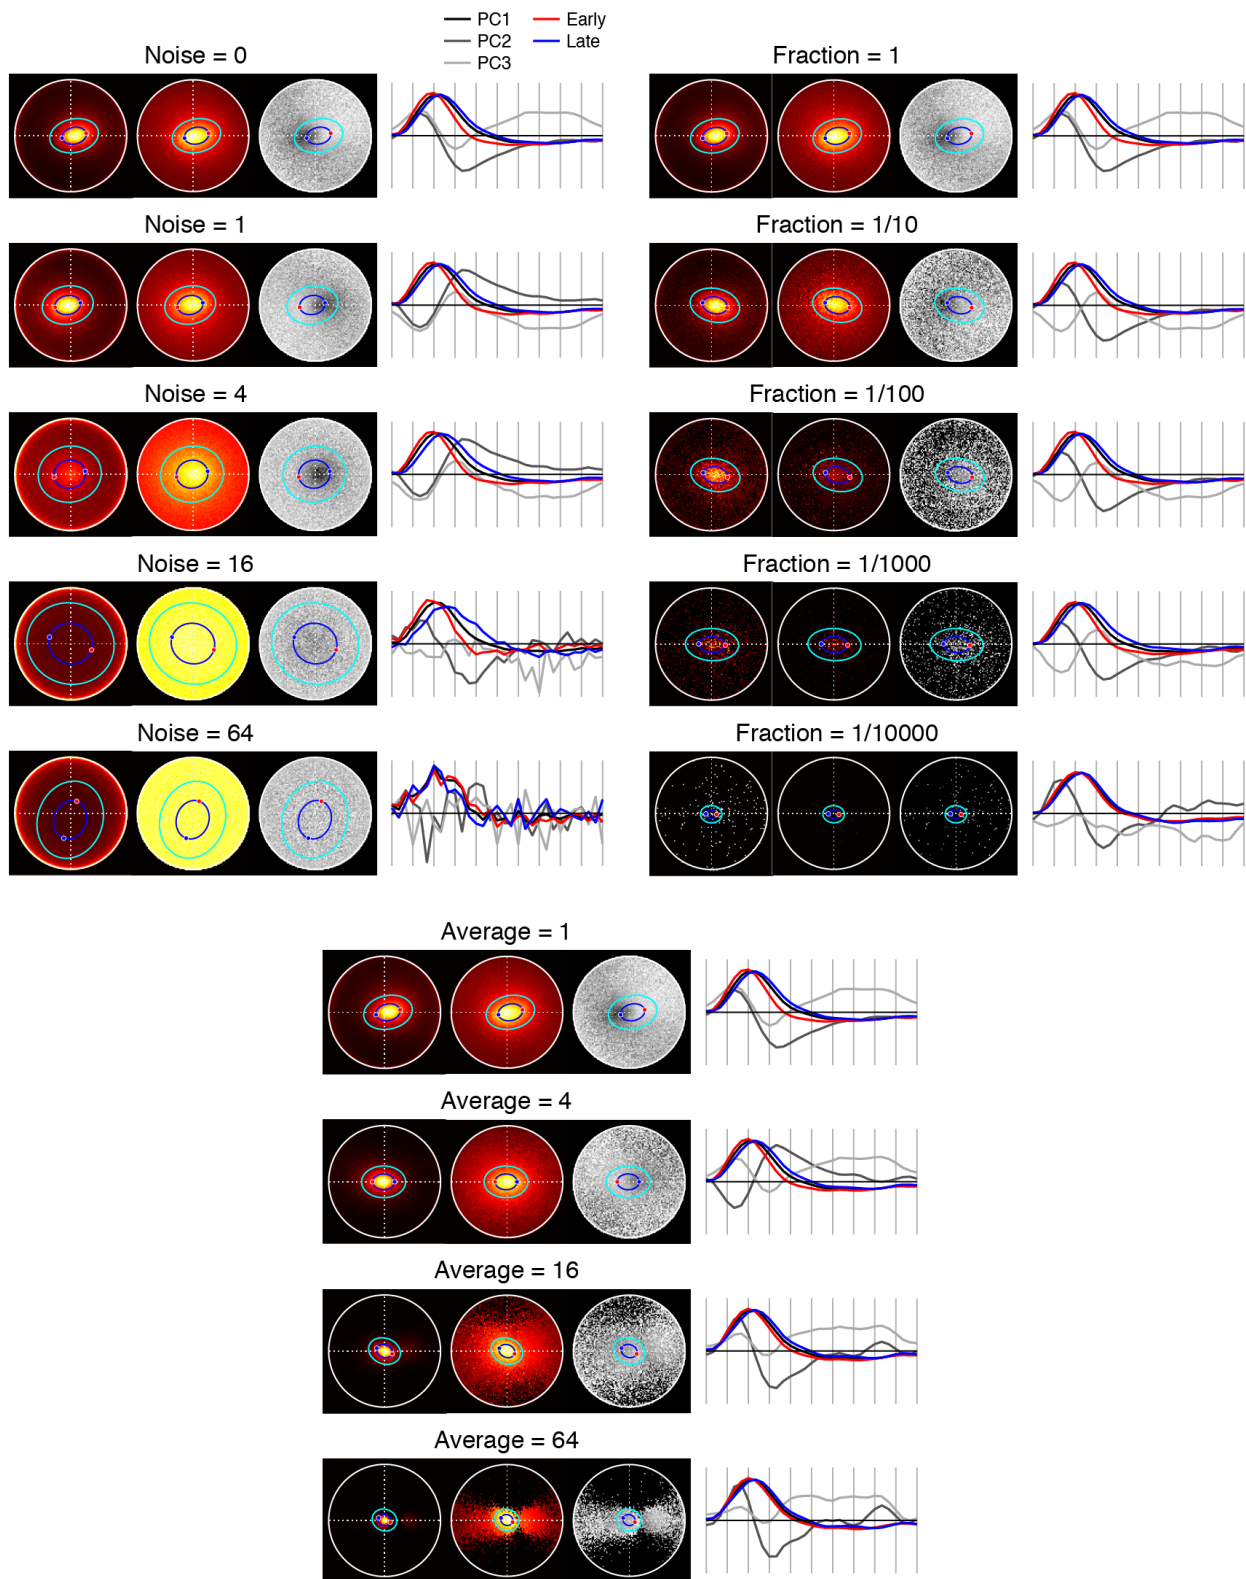 PC1
PC2
PC3
Early
Late
Noise = 0
Noise = 1
Noise = 4
Noise = 16
Noise = 64
Fraction = 1
Fraction = 1/10
Fraction = 1/100
Fraction = 1/1000
Fraction = 1/10000
Average = 1
Average = 4
Average = 16
Average = 64